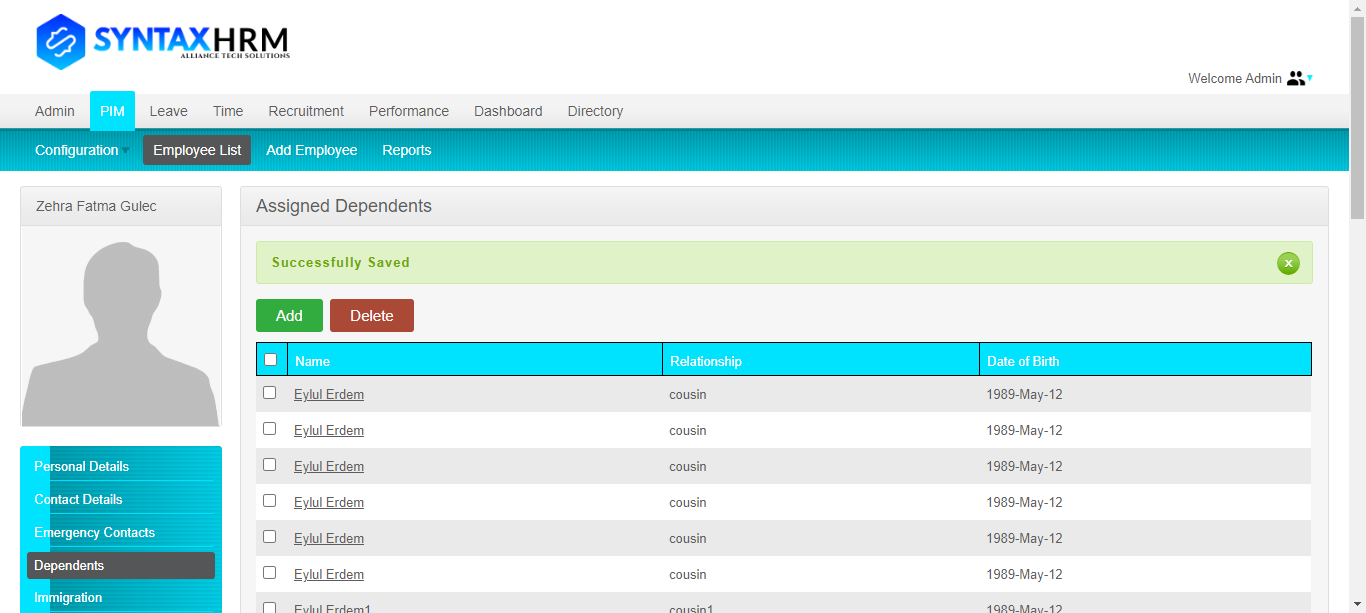 SYNTAXHRM
ALLIANCE TECH SOLUTIONS
Welcome Admin
Admin PIM Leave Time Recruitment Performance Dashboard Directory
Configuration Employee List Add Employee Reports
Zehra Fatma Gulec
Assigned Dependents
Successfully Saved
x
Add Delete
Name Relationship Date of Birth
Eylul Erdem cousin 1989-May-12
Eylul Erdem cousin 1989-May-12
Eylul Erdem cousin 1989-May-12
Eylul Erdem cousin 1989-May-12
Eylul Erdem cousin 1989-May-12
Eylul Erdem cousin 1989-May-12
Eylul Erdem1 cousin1 1989-May-12
Personal Details
Contact Details
Emergency Contacts
Dependents
Immigration